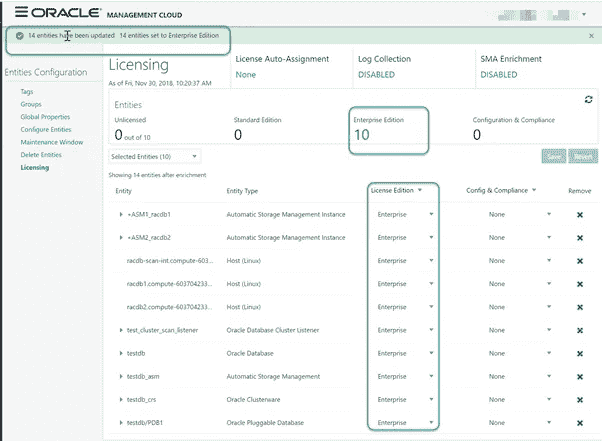 ORACLE MANAGEMENT CLOUD
14 entities have been updated 14 entities set to Enterprise Edition
Entities Configuration
Tags
Groups
Global Properties
Configure Entities
Maintenance Window
Delete Entities
Licensing
Licensing
As of Fri, Nov 30, 2018, 10:20:37 AM
License Auto-Assignment
None
Log Collection
DISABLED
SMA Enrichment
DISABLED
Entities
Unlicensed
0 out of 10
Standard Edition
0
Enterprise Edition
10
Configuration & Compliance
0
Selected Entities (10)
Save
Showing 14 entities after enrichment
Entity Entity Type License Edition Config & Compliance Remove
+ASM1_racdb1 Automatic Storage Management Instance Enterprise None
+ASM2_racdb2 Automatic Storage Management Instance Enterprise None
racdb-scan-int.compute-603... Host (Linux) Enterprise None
racdb1.compute-603704233... Host (Linux) Enterprise None
racdb2.compute-603704233... Host (Linux) Enterprise None
test_cluster_scan_listener Oracle Database Cluster Listener Enterprise None
testdb Oracle Database Enterprise None
testdb_asm Automatic Storage Management Enterprise None
testdb_crs Oracle Clusterware Enterprise None
testdb/PDB1 Oracle Pluggable Database Enterprise None